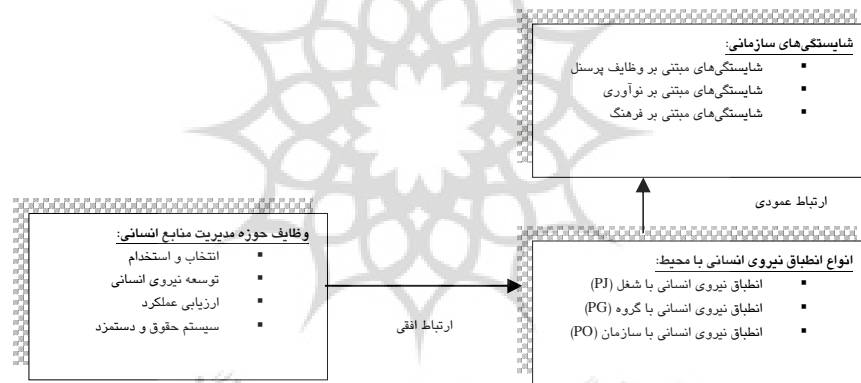 شایستگی‌های سازمانی:
▪ شایستگی‌های مبتنی بر وظایف پرسنل
▪ شایستگی‌های مبتنی بر نوآوری
▪ شایستگی‌های مبتنی بر فرهنگ
ارتباط عمودی
وظایف حوزه مدیریت منابع انسانی:
▪ انتخاب و استخدام
▪ توسعه نیروی انسانی
▪ ارزیابی عملکرد
▪ سیستم حقوق و دستمزد
ارتباط افقی
انواع انطباق نیروی انسانی با محیط:
▪ انطباق نیروی انسانی با شغل (PJ)
▪ انطباق نیروی انسانی با گروه (PG)
▪ انطباق نیروی انسانی با سازمان (PO)